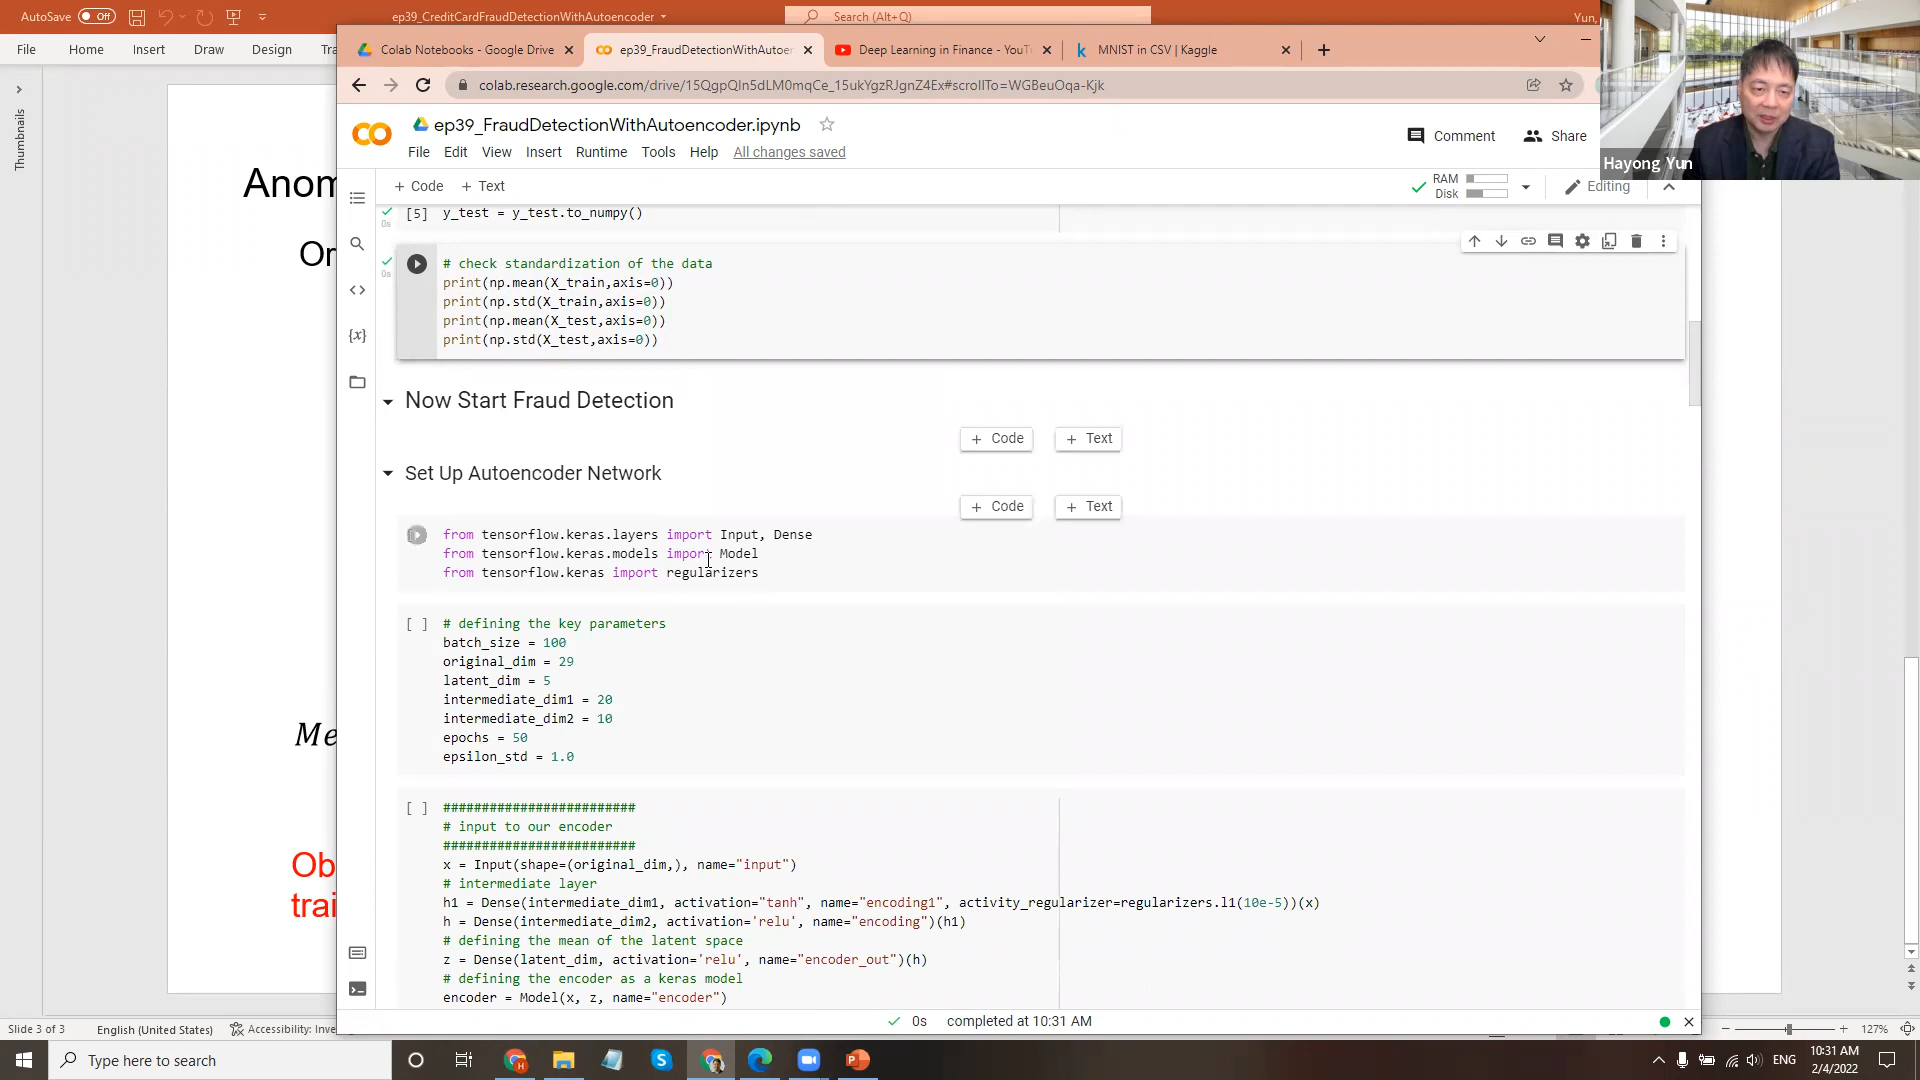 AutoSave Off ep39_CreditCardFraudDetectionWithAutoencoder Search (Alt+Q) Yun,
File Home Insert Draw Design Tra
Thumbnails
Anom
Or
Me
Ob
trai
Colab Notebooks - Google Drive
ep39_FraudDetectionWithAutoen
Deep Learning in Finance - YouTu
MNIST in CSV | Kaggle
colab.research.google.com/drive/15QgpQIn5dLM0mqCe_15ukYgzRJgnZ4Ex#scrollTo=WGBeuOqa-Kjk
Hayong Yun
ep39_FraudDetectionWithAutoencoder.ipynb
Comment Share
File Edit View Insert Runtime Tools Help All changes saved
+ Code + Text
RAM
Disk
Editing
[5] y_test = y_test.to_numpy()
0s
0s
# check standardization of the data
print(np.mean(X_train,axis=0))
print(np.std(X_train,axis=0))
print(np.mean(X_test,axis=0))
print(np.std(X_test,axis=0))
Now Start Fraud Detection
+ Code + Text
Set Up Autoencoder Network
+ Code + Text
from tensorflow.keras.layers import Input, Dense
from tensorflow.keras.models import Model
from tensorflow.keras import regularizers
[ ] # defining the key parameters
batch_size = 100
original_dim = 29
latent_dim = 5
intermediate_dim1 = 20
intermediate_dim2 = 10
epochs = 50
epsilon_std = 1.0
[ ] #########################
# input to our encoder
#########################
x = Input(shape=(original_dim,), name="input")
# intermediate layer
h1 = Dense(intermediate_dim1, activation="tanh", name="encoding1", activity_regularizer=regularizers.l1(10e-5))(x)
h = Dense(intermediate_dim2, activation='relu', name="encoding")(h1)
# defining the mean of the latent space
z = Dense(latent_dim, activation='relu', name="encoder_out")(h)
# defining the encoder as a keras model
encoder = Model(x, z, name="encoder")
0s completed at 10:31 AM
Slide 3 of 3 English (United States) Accessibility: Inve
127%
Type here to search
ENG
10:31 AM
2/4/2022